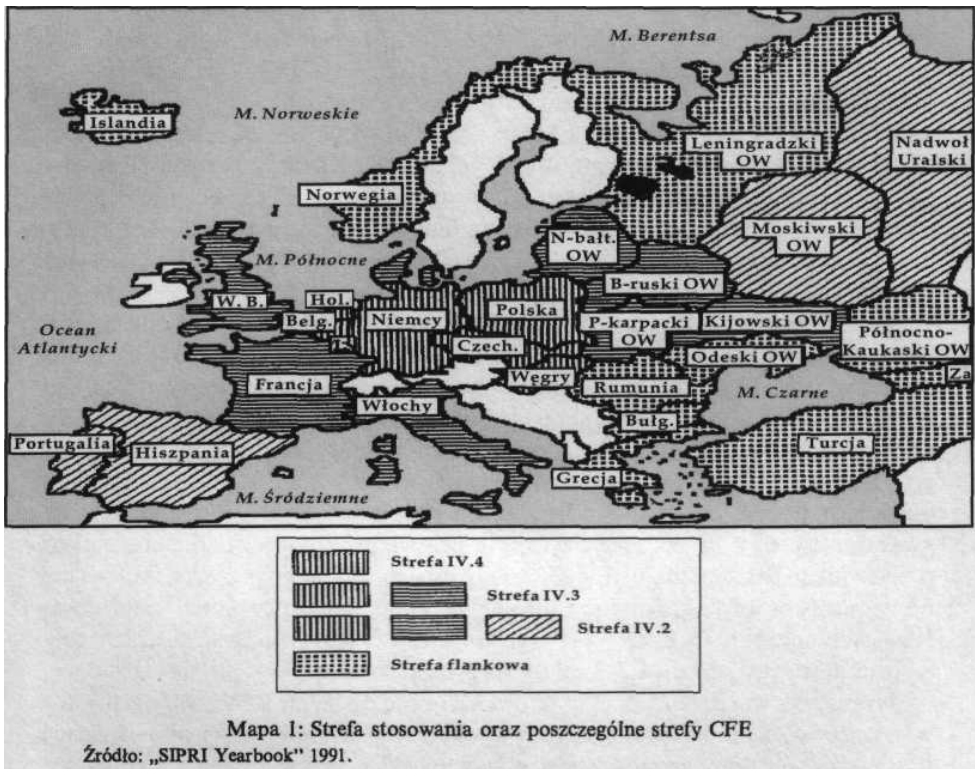 M. Berentsa
Islandia
M. Norweskie
Leningradzki
OW
Nadwoł
Uralski
Norwegia
Moskiwski
OW
N-bałt.
OW
M. Północne
B-ruski OW
W. B.
Hol.
Belg.
Niemcy
Polska
P-karpacki
OW
Kijowski OW
Północno-
Kaukaski OW
Ocean
Atlantycki
Czech.
Odeski OW
Francja
Węgry
Rumunia
Za
M. Czarne
Włochy
Bułg.
Portugalia
Hiszpania
Turcja
Grecja
M. Śródziemne
Strefa IV.4
Strefa IV.3
Strefa IV.2
Strefa flankowa
Mapa 1: Strefa stosowania oraz poszczególne strefy CFE
Źródło: „SIPRI Yearbook” 1991.